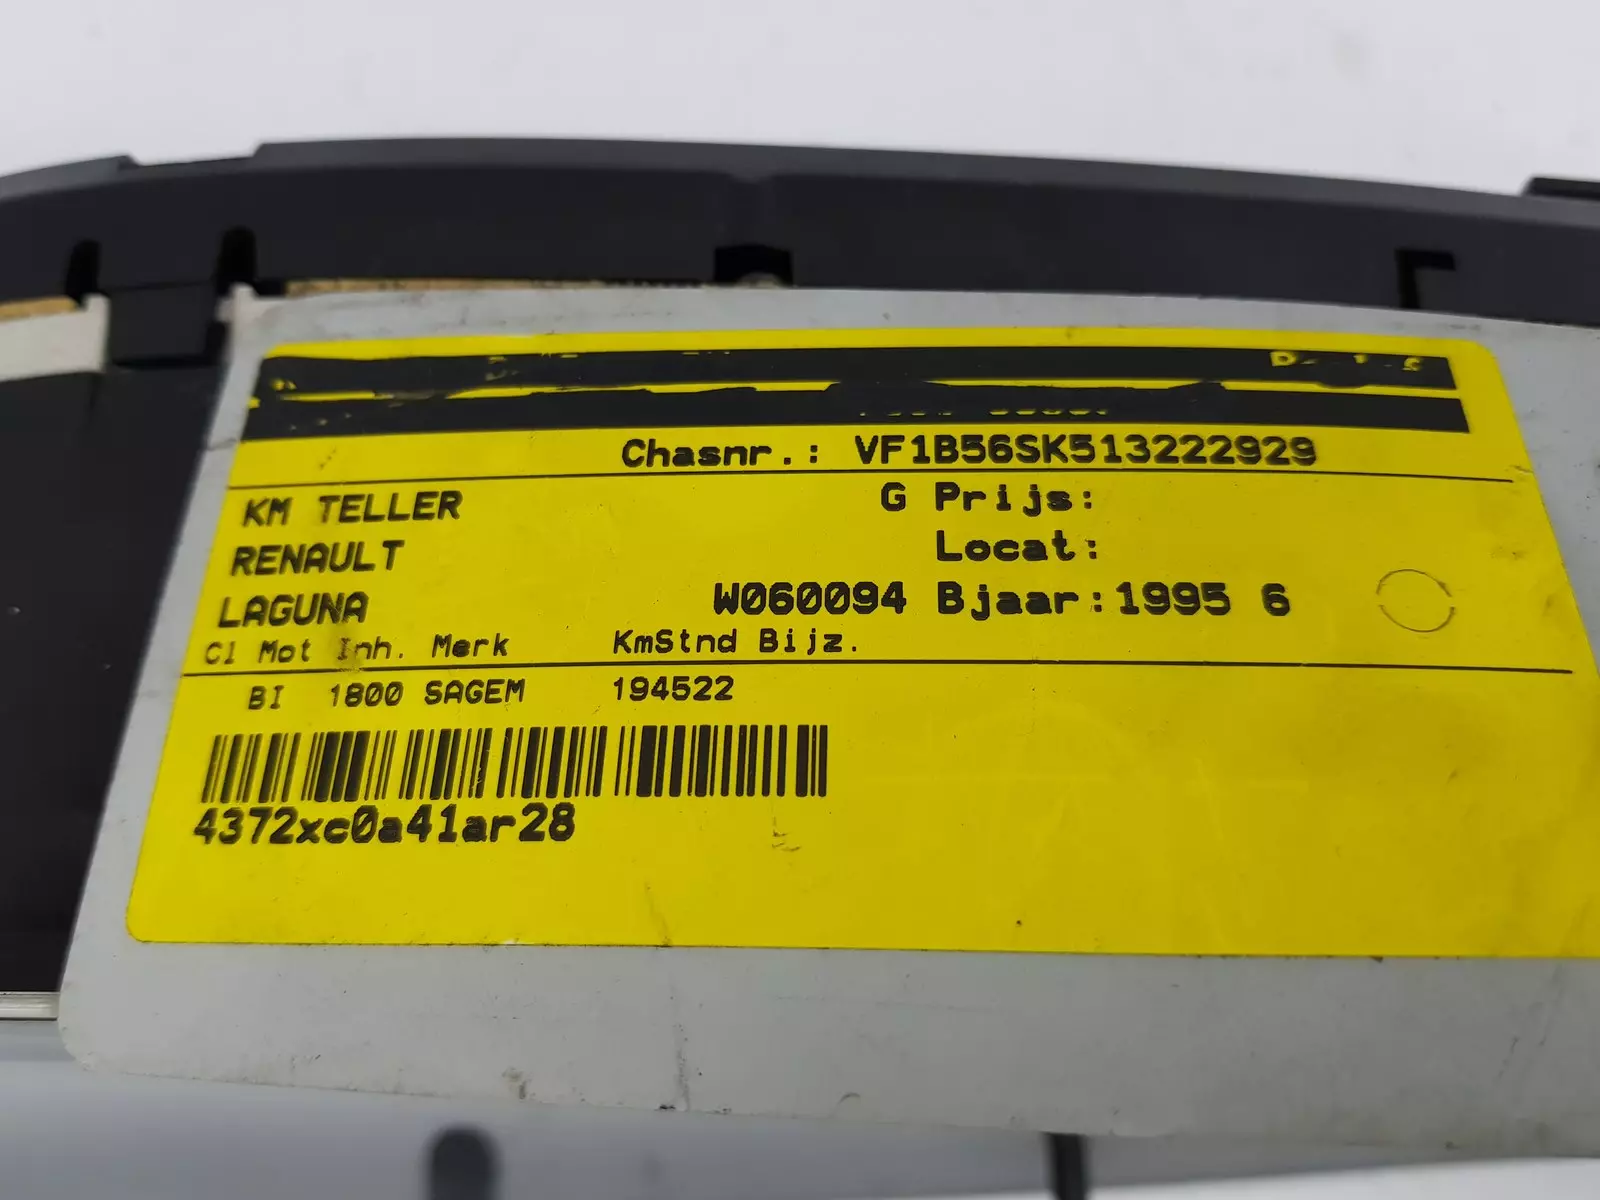 Chasnr.: VF1B56SK513222929
KM TELLER G Prijs:
RENAULT Locat:
LAGUNA W060094 Bjaar:1995 6
Cl Mot Inh. Merk KmStnd Bijz.
BI 1800 SAGEM 194522
4372xc0a41ar28